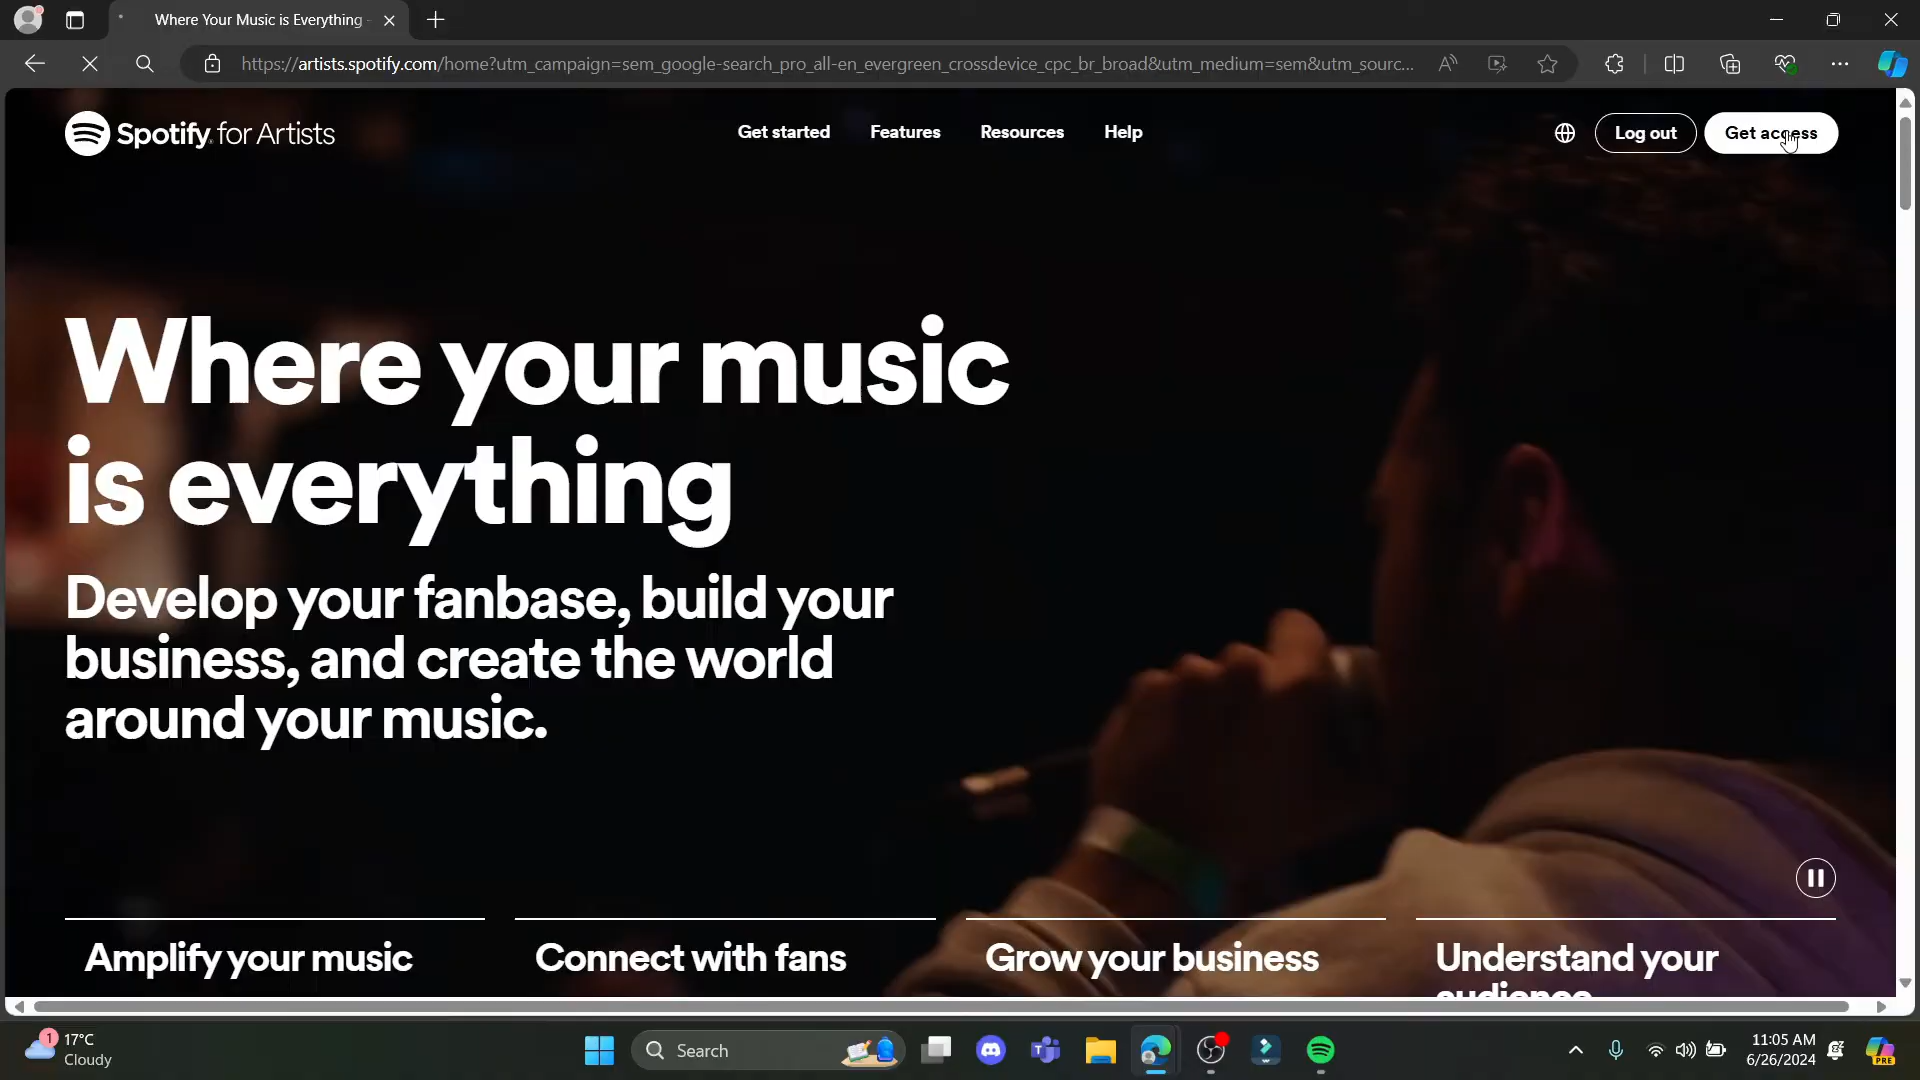 Where Your Music is Everything -
https://artists.spotify.com/home?utm_campaign=sem_google-search_pro_all-en_evergreen_crossdevice_cpc_br_broad&utm_medium=sem&utm_sourc...
Spotify for Artists
Get started
Features
Resources
Help
Log out
Get access
Where your music
is everything
Develop your fanbase, build your
business, and create the world
around your music.
Amplify your music
Connect with fans
Grow your business
Understand your
audience
1
17°C
Cloudy
Search
11:05 AM
6/26/2024
PRE